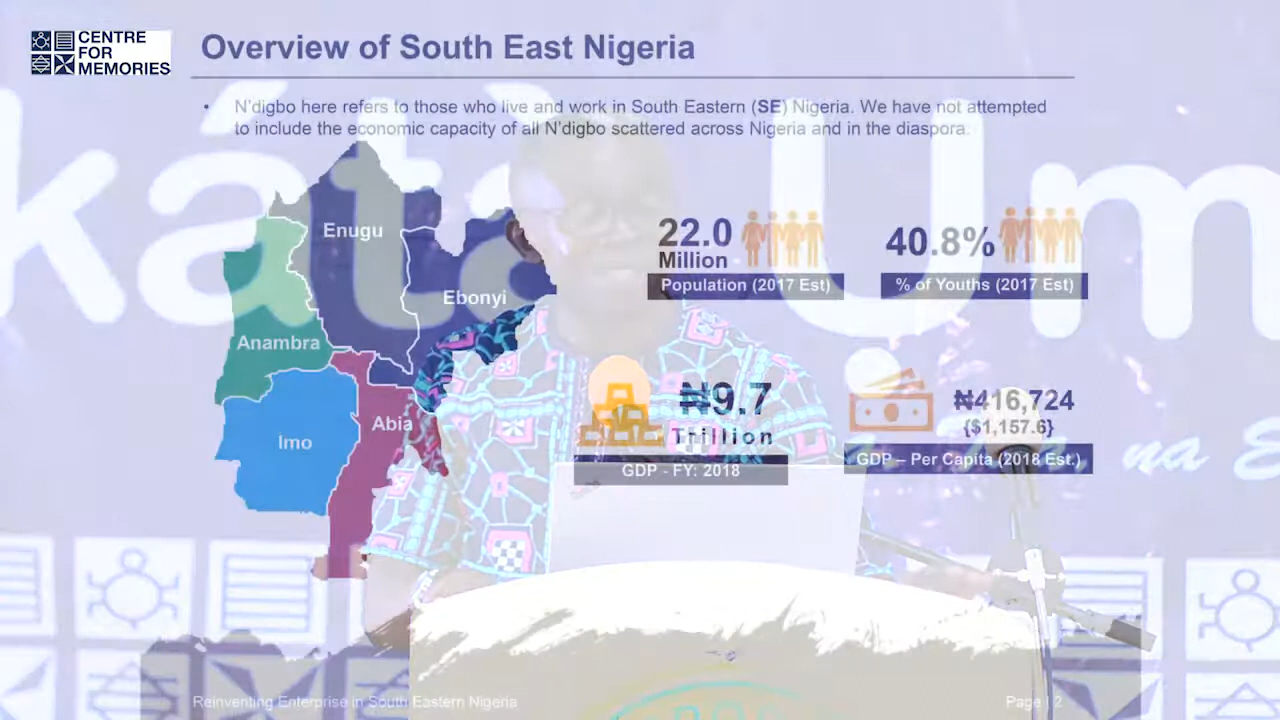 CENTRE
FOR
MEMORIES
Overview of South East Nigeria
• N'digbo here refers to those who live and work in South Eastern (SE) Nigeria. We have not attempted
to include the economic capacity of all N'digbo scattered across Nigeria and in the diaspora.
Enugu
Ebonyi
Anambra
Imo
Abia
22.0
Million
Population (2017 Est)
40.8%
% of Youths (2017 Est)
₦9.7
Trillion
GDP - FY: 2018
₦416,724
{$1,157.6}
GDP – Per Capita (2018 Est.)
kátà Um
na
Reinventing Enterprise in South Eastern Nigeria
Page | 2